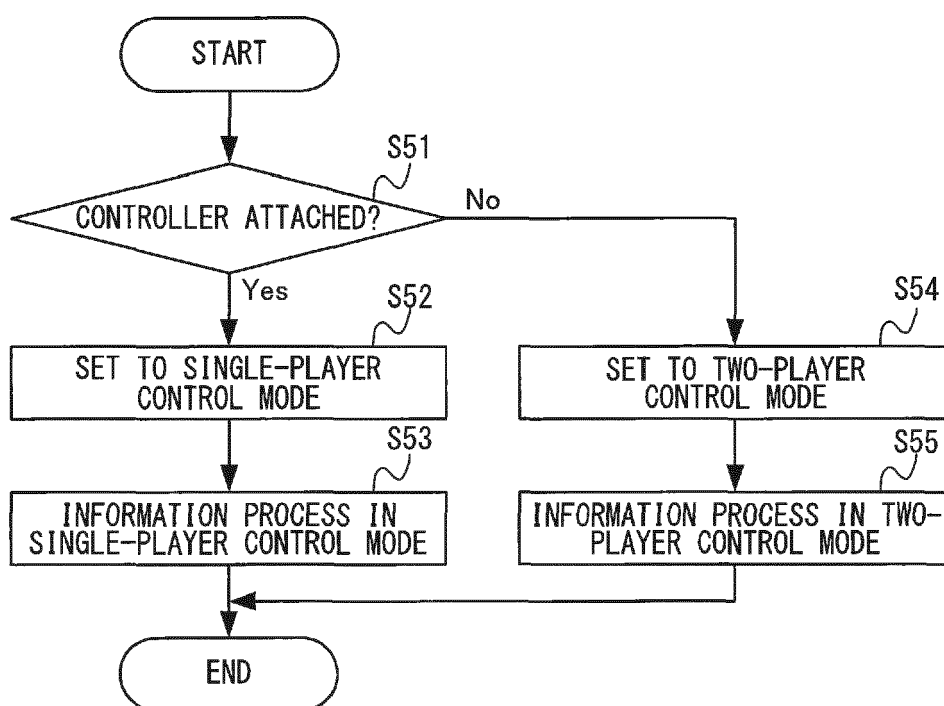 START
S51
CONTROLLER ATTACHED?
No
Yes
S52
SET TO SINGLE-PLAYER
CONTROL MODE
S54
SET TO TWO-PLAYER
CONTROL MODE
S53
INFORMATION PROCESS IN
SINGLE-PLAYER CONTROL MODE
S55
INFORMATION PROCESS IN TWO-
PLAYER CONTROL MODE
END